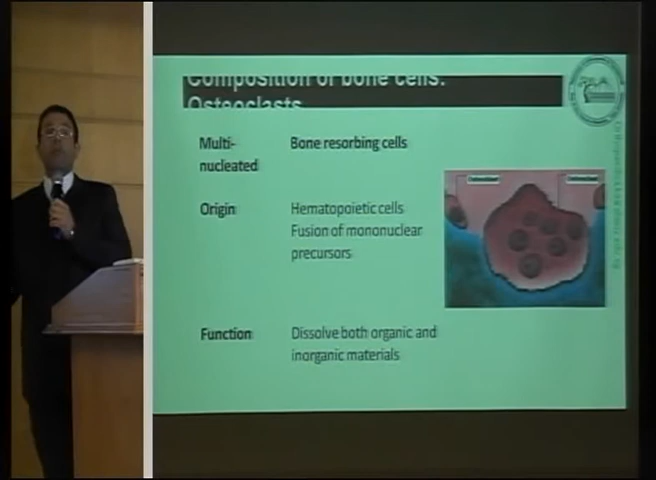 Composition of bone cells:
Osteoclasts
Multi-
nucleated
Bone resorbing cells
Origin
Hematopoietic cells
Fusion of mononuclear
precursors
Function
Dissolve both organic and
inorganic materials